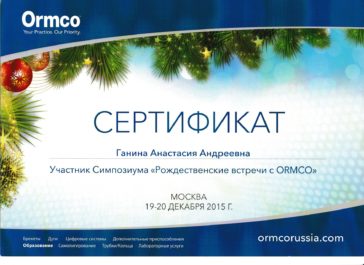 Ormco
Your Practice. Our Priority.
СЕРТИФИКАТ
Ганина Анастасия Андреевна
Участник Симпозиума «Рождественские встречи с ORMCO»
МОСКВА
19-20 ДЕКАБРЯ 2015 Г.
Брекеты Дуги Цифровые системы Дополнительные приспособления
Образование Самолигирование Трубки/Кольца Лабораторные услуги
ormcorussia.com